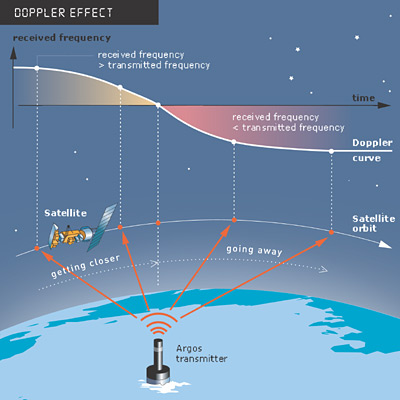 DOPPLER EFFECT
received frequency
received frequency
> transmitted frequency
time
received frequency
< transmitted frequency
Doppler
curve
Satellite
Satellite
orbit
getting closer
going away
Argos
transmitter